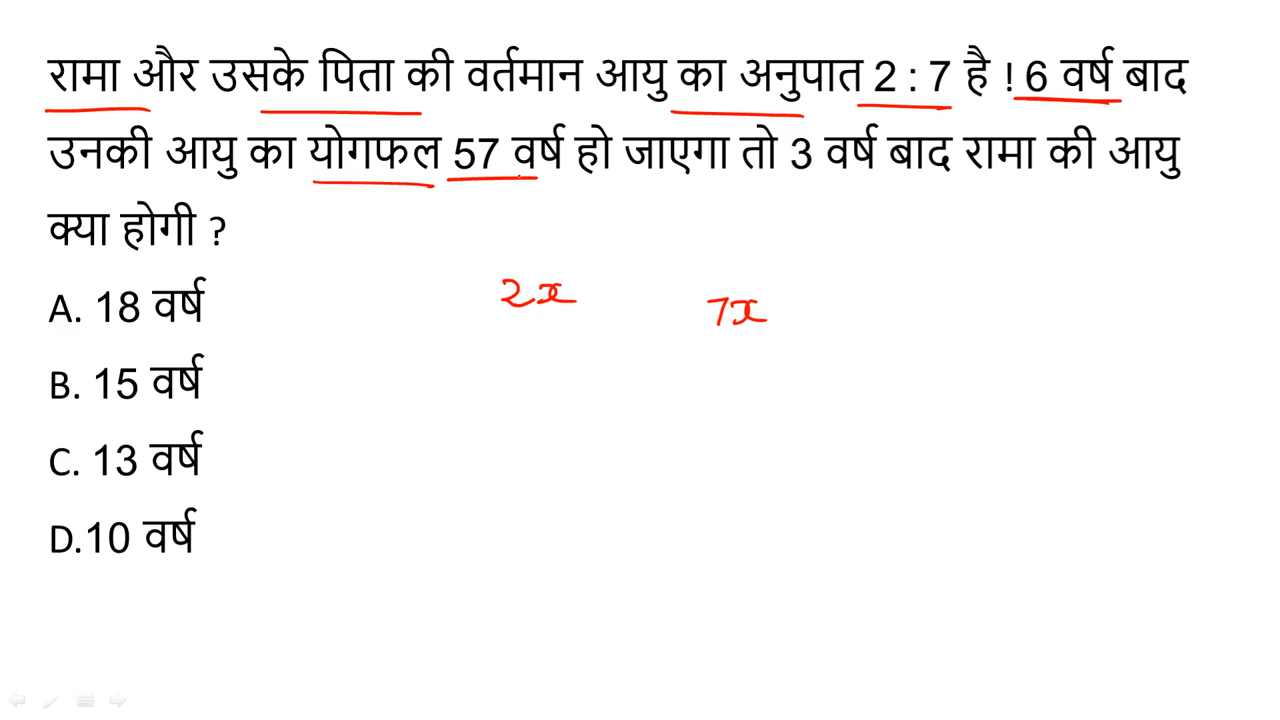 रामा और उसके पिता की वर्तमान आयु का अनुपात 2 : 7 है ! 6 वर्ष बाद
उनकी आयु का योगफल 57 वर्ष हो जाएगा तो 3 वर्ष बाद रामा की आयु
क्या होगी ?
A. 18 वर्ष
2x 7x
B. 15 वर्ष
C. 13 वर्ष
D.10 वर्ष